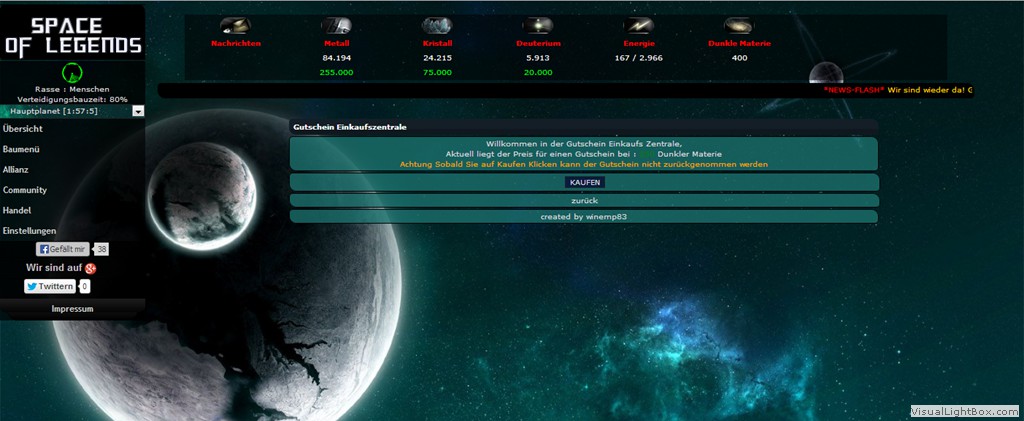 SPACE
OF LEGENDS
Rasse : Menschen
Verteidigungsbauzeit: 80%
Hauptplanet [1:57:5]
Übersicht
Baumenü
Allianz
Community
Handel
Einstellungen
Gefällt mir 38
Wir sind auf g+
Twittern 0
Impressum
Nachrichten Metall Kristall Deuterium Energie Dunkle Materie
84.194 24.215 5.913 167 / 2.966 400
255.000 75.000 20.000
*NEWS-FLASH* Wir sind wieder da! G
Gutschein Einkaufszentrale
Willkommen in der Gutschein Einkaufs Zentrale,
Aktuell liegt der Preis für einen Gutschein bei : Dunkler Materie
Achtung Sobald Sie auf Kaufen Klicken kann der Gutschein nicht zurückgenommen werden
KAUFEN
zurück
created by winemp83
VisualLightBox.com